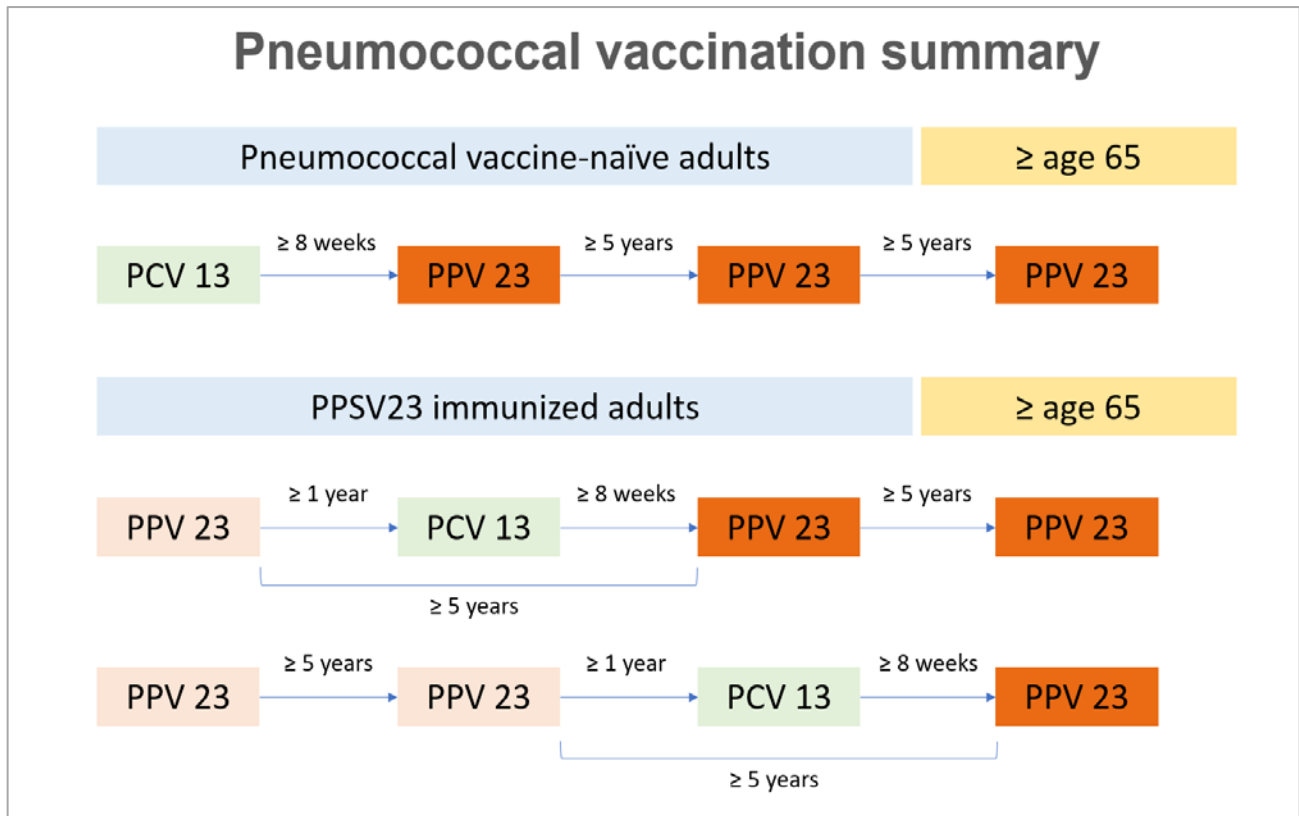 Pneumococcal vaccination summary
Pneumococcal vaccine-naïve adults
≥ age 65
≥ 8 weeks
≥ 5 years
≥ 5 years
PCV 13
PPV 23
PPV 23
PPV 23
PPSV23 immunized adults
≥ age 65
≥ 1 year
≥ 8 weeks
≥ 5 years
PPV 23
PCV 13
PPV 23
PPV 23
≥ 5 years
≥ 5 years
≥ 1 year
≥ 8 weeks
PPV 23
PPV 23
PCV 13
PPV 23
≥ 5 years